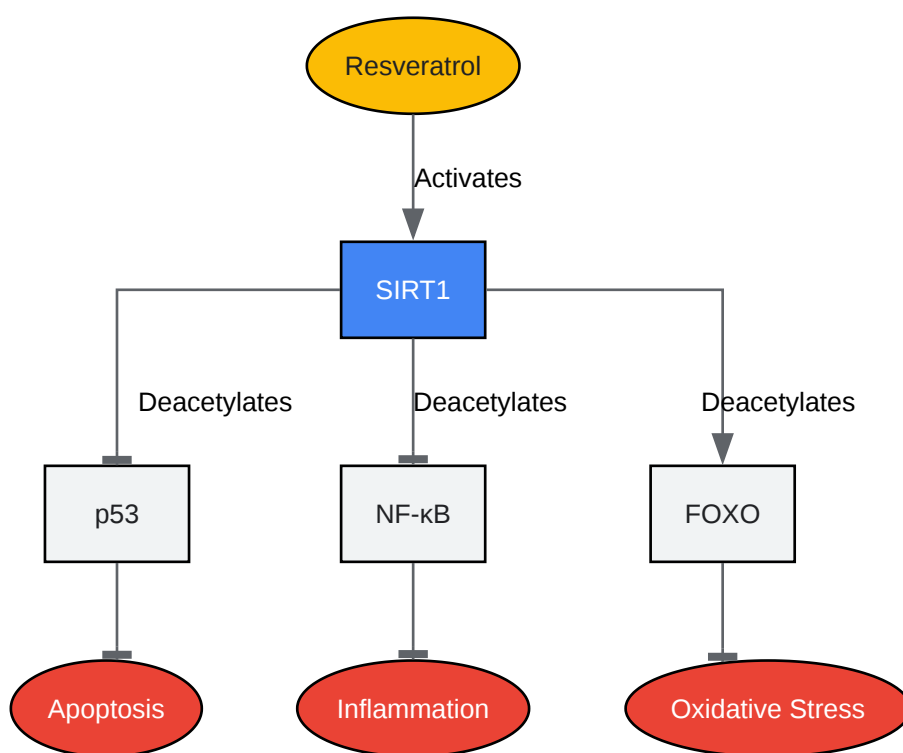 Resveratrol
Activates
SIRT1
Deacetylates
Deacetylates
Deacetylates
p53
NF-κB
FOXO
Apoptosis
Inflammation
Oxidative Stress